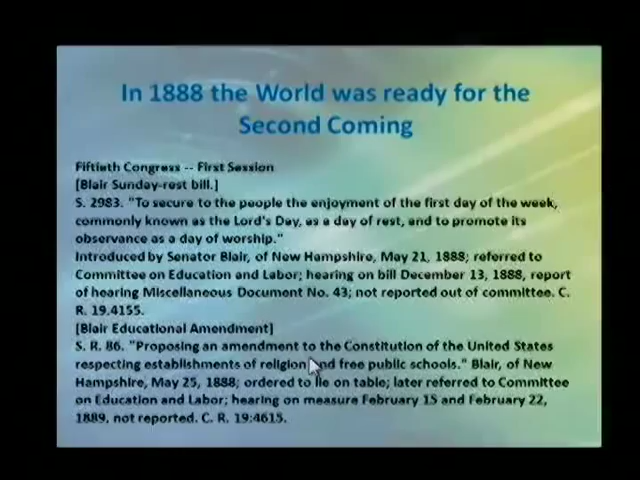 In 1888 the World was ready for the
Second Coming
Fiftieth Congress -- First Session
[Blair Sunday-rest bill.]
S. 2983. "To secure to the people the enjoyment of the first day of the week,
commonly known as the Lord's Day, as a day of rest, and to promote its
observance as a day of worship."
Introduced by Senator Blair, of New Hampshire, May 21, 1888; referred to
Committee on Education and Labor; hearing on bill December 13, 1888, report
of hearing Miscellaneous Document No. 43; not reported out of committee. C.
R. 19.4155.
[Blair Educational Amendment]
S. R. 86. "Proposing an amendment to the Constitution of the United States
respecting establishments of religion and free public schools." Blair, of New
Hampshire, May 25, 1888; ordered to lie on table; later referred to Committee
on Education and Labor; hearing on measure February 15 and February 22,
1889, not reported. C. R. 19:4615.